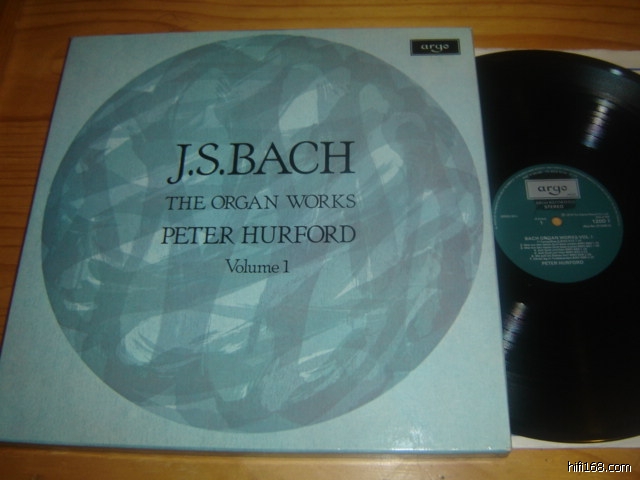 argo
J.S.BACH
THE ORGAN WORKS
PETER HURFORD
Volume 1
argo
STEREO
BACH ORGAN WORKS VOL. 1
PETER HURFORD
hifi168.com